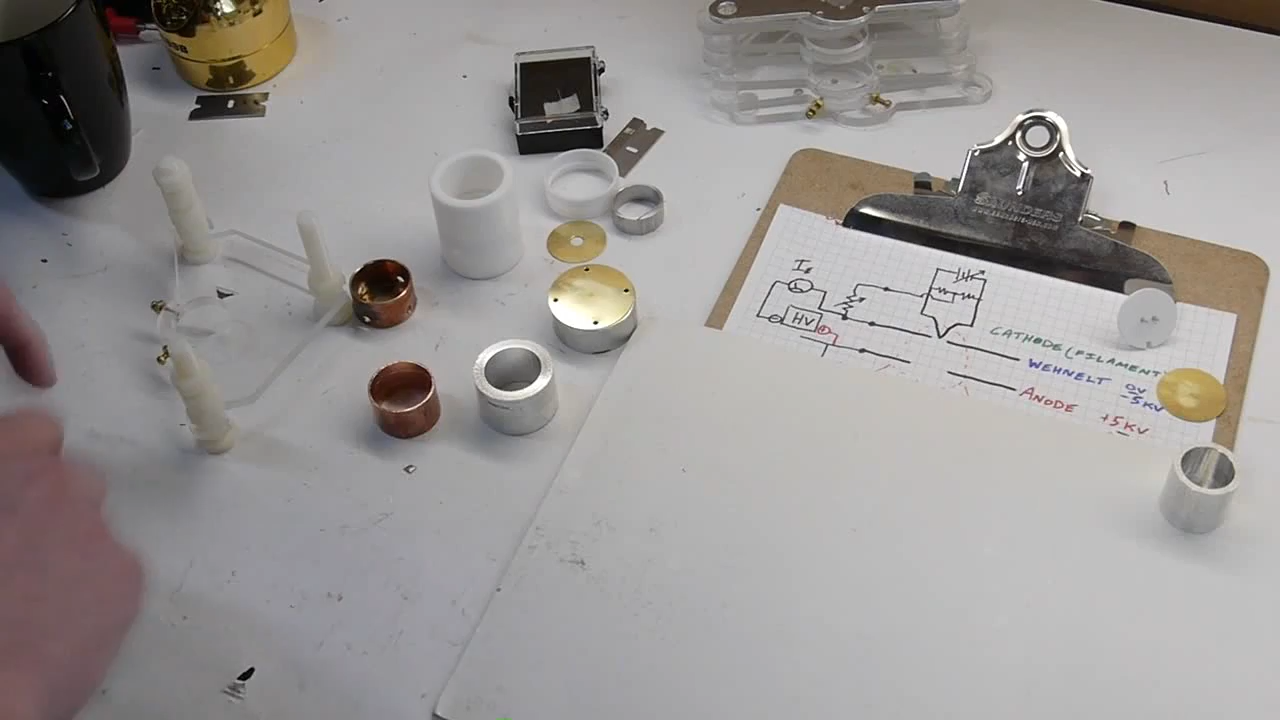 SAUNDERS
I
HV
CATHODE (FILAMENT
WEHNELT 0V
-5KV
ANODE +5KV